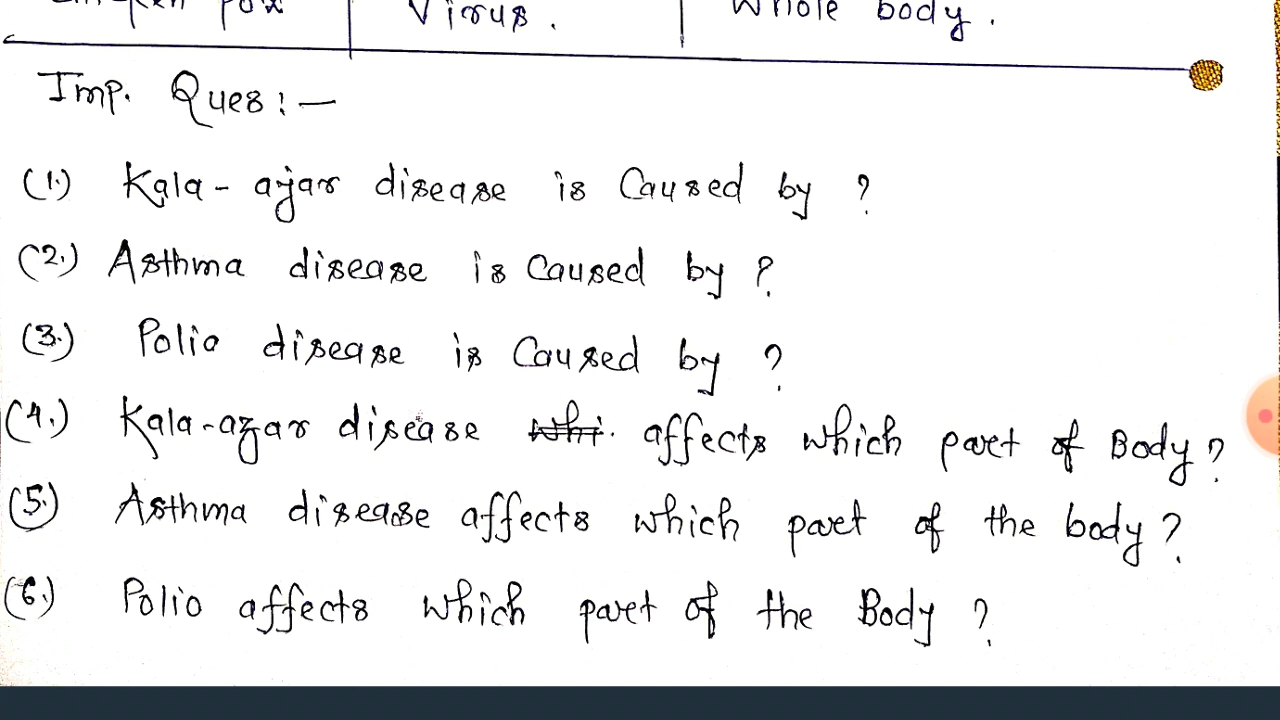 pox Virus. Whole body.
Imp. Ques:-
(1.) Kala-ajar disease is Caused by ?
(2.) Asthma disease is Caused by ?
(3.) Polio disease is Caused by ?
(4.) Kala-azar disease whi. affects which part of Body ?
(5.) Asthma disease affects which part of the body ?
(6.) Polio affects which part of the Body ?